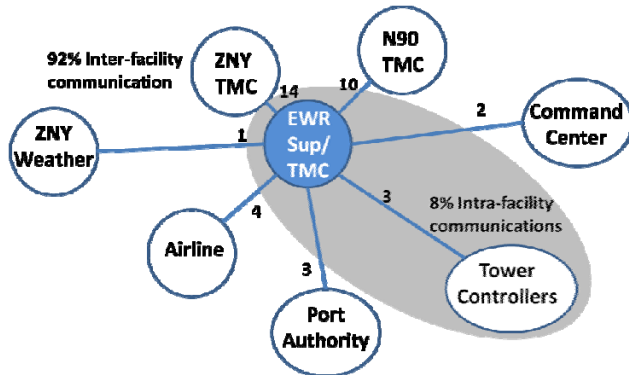 92% Inter-facility
communication
ZNY
TMC
N90
TMC
14
10
EWR
Sup/
TMC
2
Command
Center
ZNY
Weather
1
4
3
8% Intra-facility
communications
Airline
3
Tower
Controllers
Port
Authority